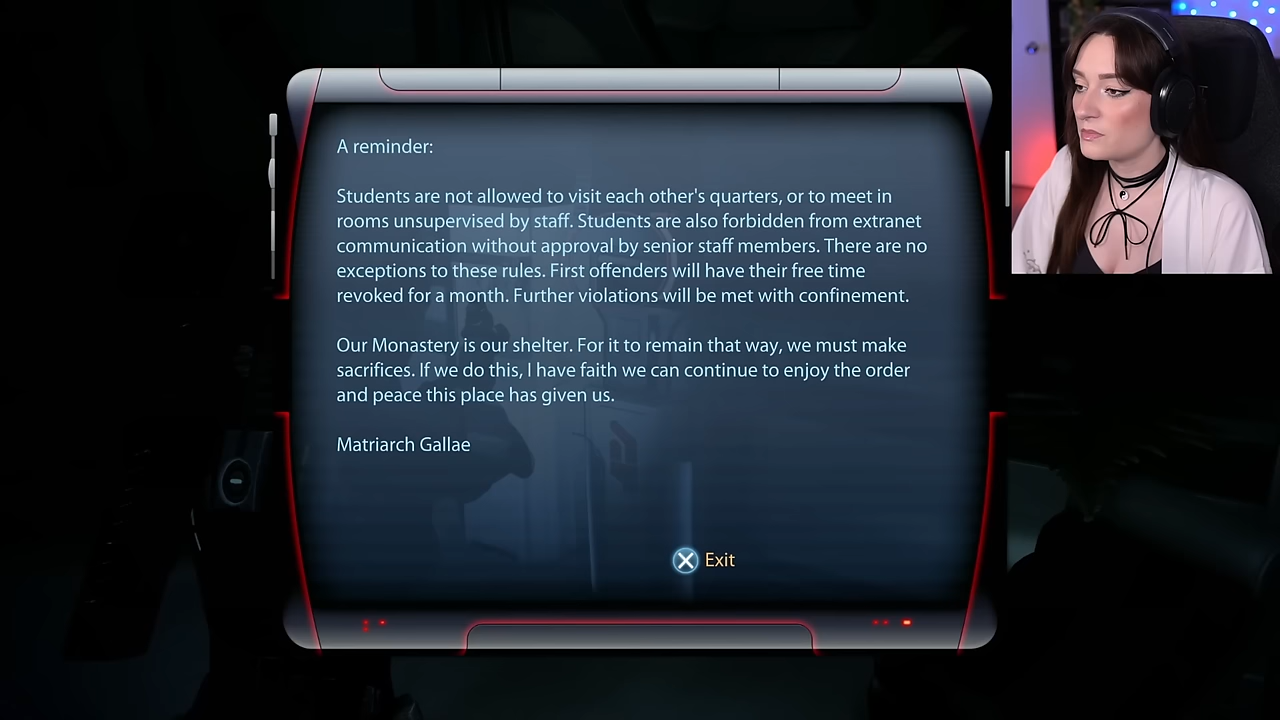 A reminder:
Students are not allowed to visit each other's quarters, or to meet in
rooms unsupervised by staff. Students are also forbidden from extranet
communication without approval by senior staff members. There are no
exceptions to these rules. First offenders will have their free time
revoked for a month. Further violations will be met with confinement.
Our Monastery is our shelter. For it to remain that way, we must make
sacrifices. If we do this, I have faith we can continue to enjoy the order
and peace this place has given us.
Matriarch Gallae
Exit